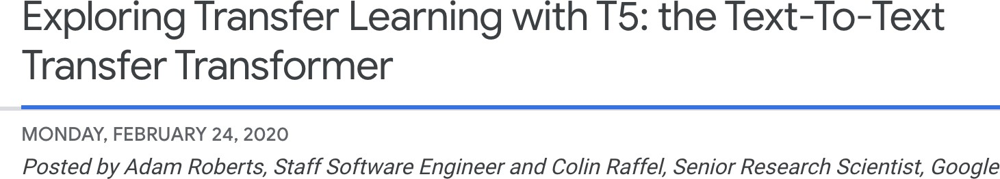 Exploring Transfer Learning with T5: the Text-To-Text
Transfer Transformer
MONDAY, FEBRUARY 24, 2020
Posted by Adam Roberts, Staff Software Engineer and Colin Raffel, Senior Research Scientist, Google